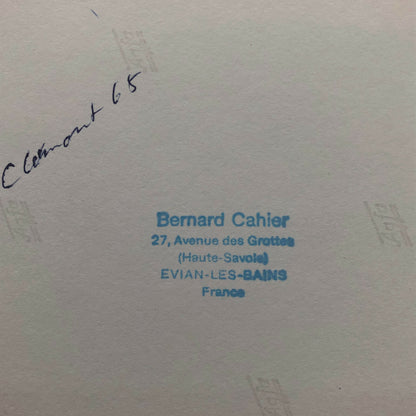 Clermont 65
Bernard Cahier
27, Avenue des Grottes
(Haute-Savoie)
EVIAN-LES-BAINS
France